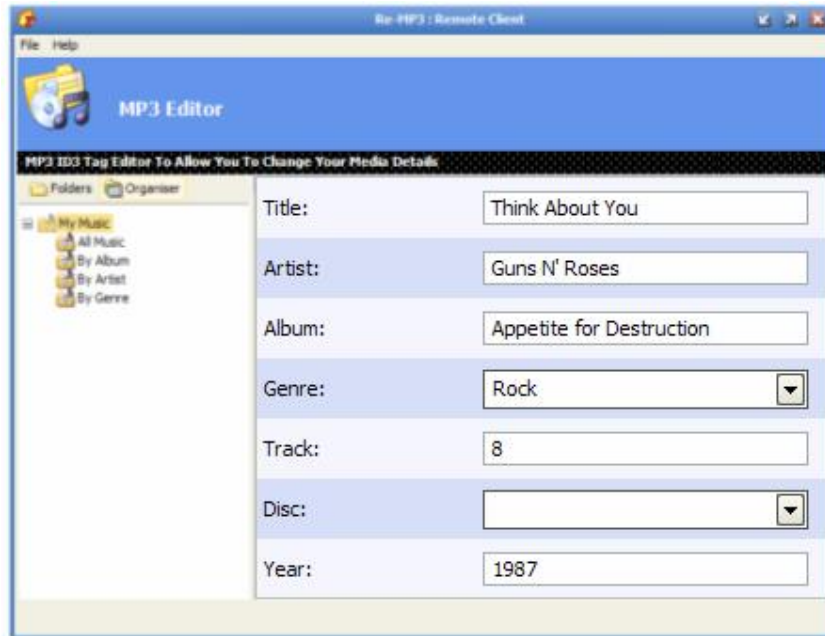 Re-MP3 : Remote Client
File Help
MP3 Editor
MP3 ID3 Tag Editor To Allow You To Change Your Media Details
Folders Organiser
My Music
All Music
By Album
By Artist
By Genre
Title: Think About You
Artist: Guns N' Roses
Album: Appetite for Destruction
Genre: Rock
Track: 8
Disc:
Year: 1987